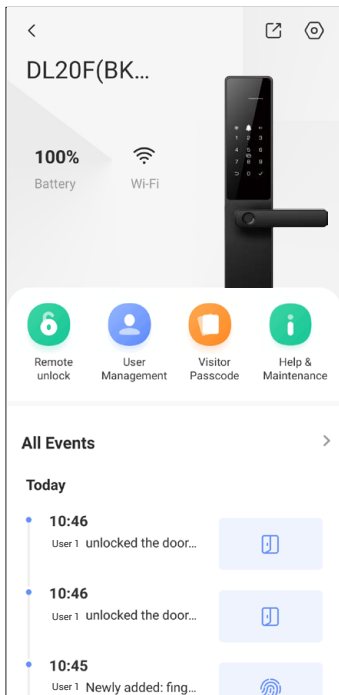 DL20F(BK...
100%
Battery
Wi-Fi
Remote
unlock
User
Management
Visitor
Passcode
Help &
Maintenance
All Events
Today
10:46
User 1 unlocked the door...
10:46
User 1 unlocked the door...
10:45
User 1 Newly added: fing...